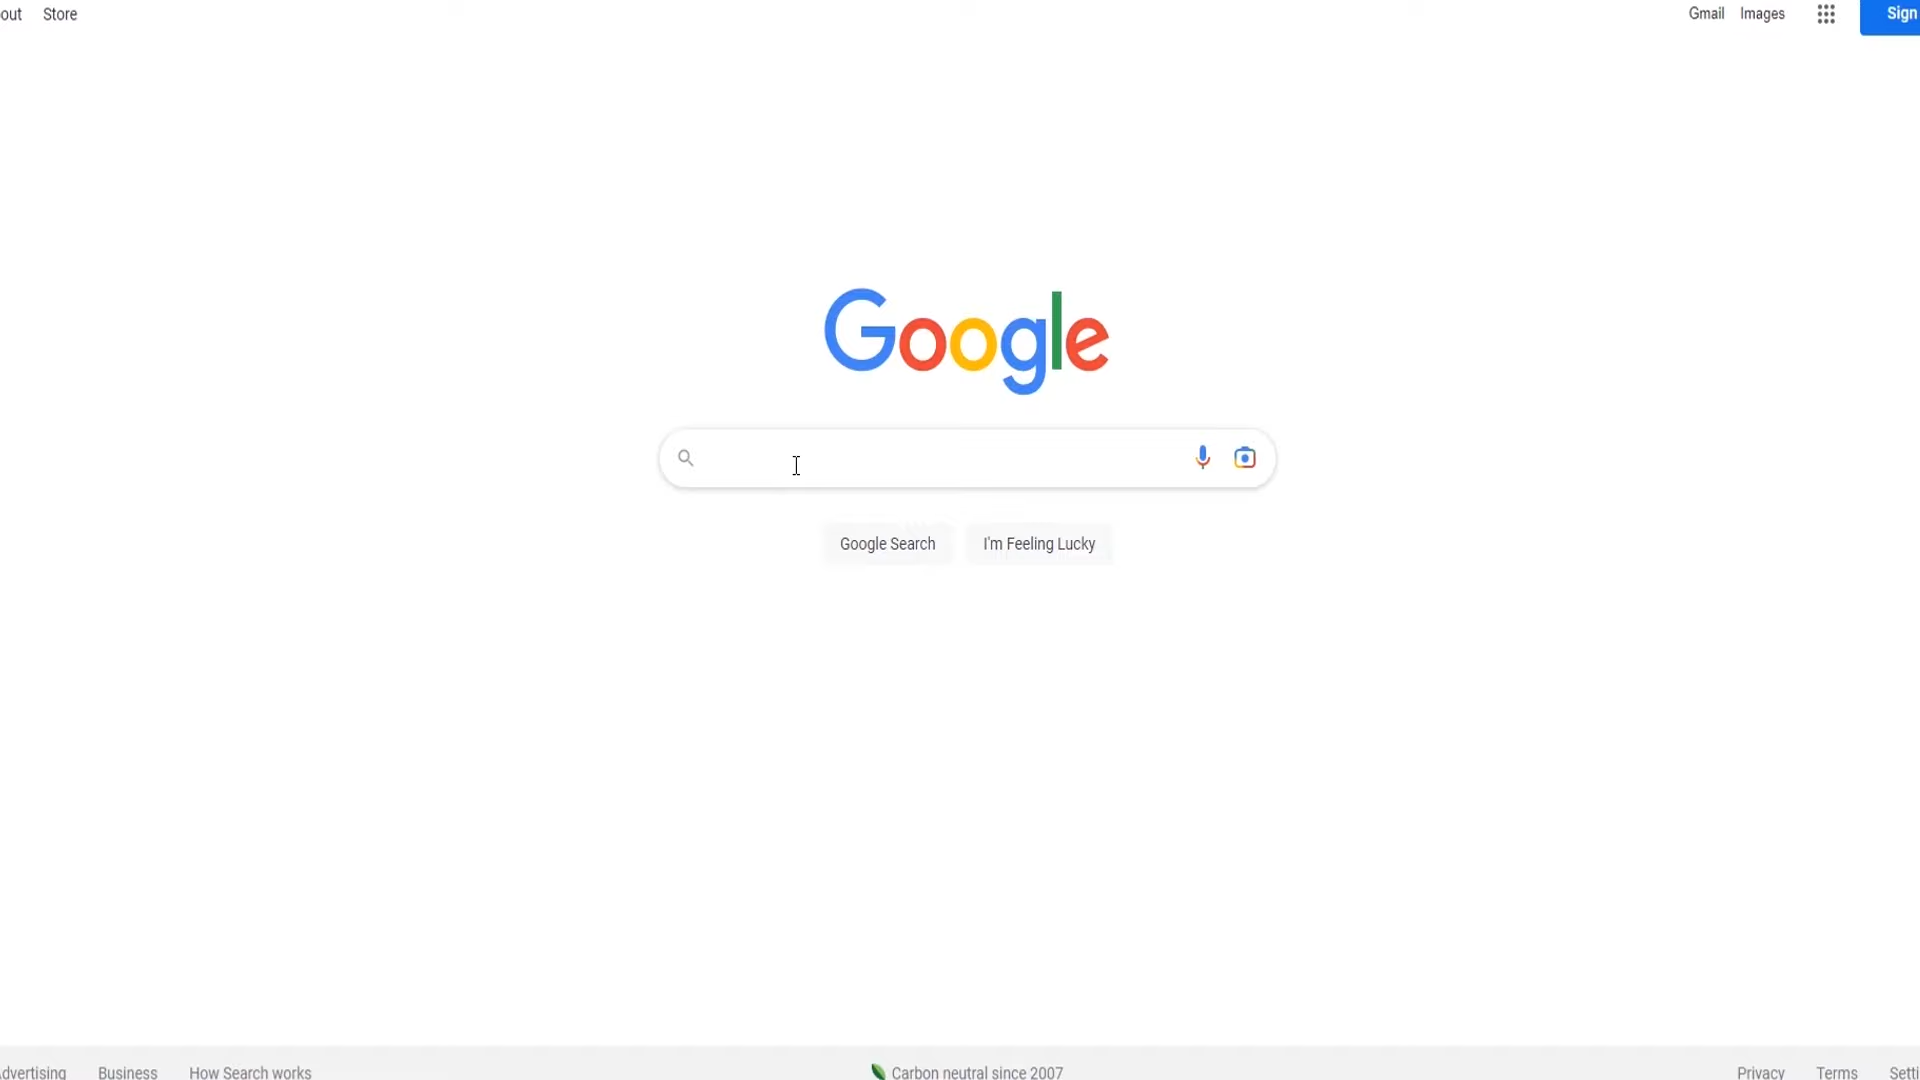 out Store
Gmail Images Sign
Google
Google Search I'm Feeling Lucky
dvertising Business How Search works
Carbon neutral since 2007
Privacy Terms Setti